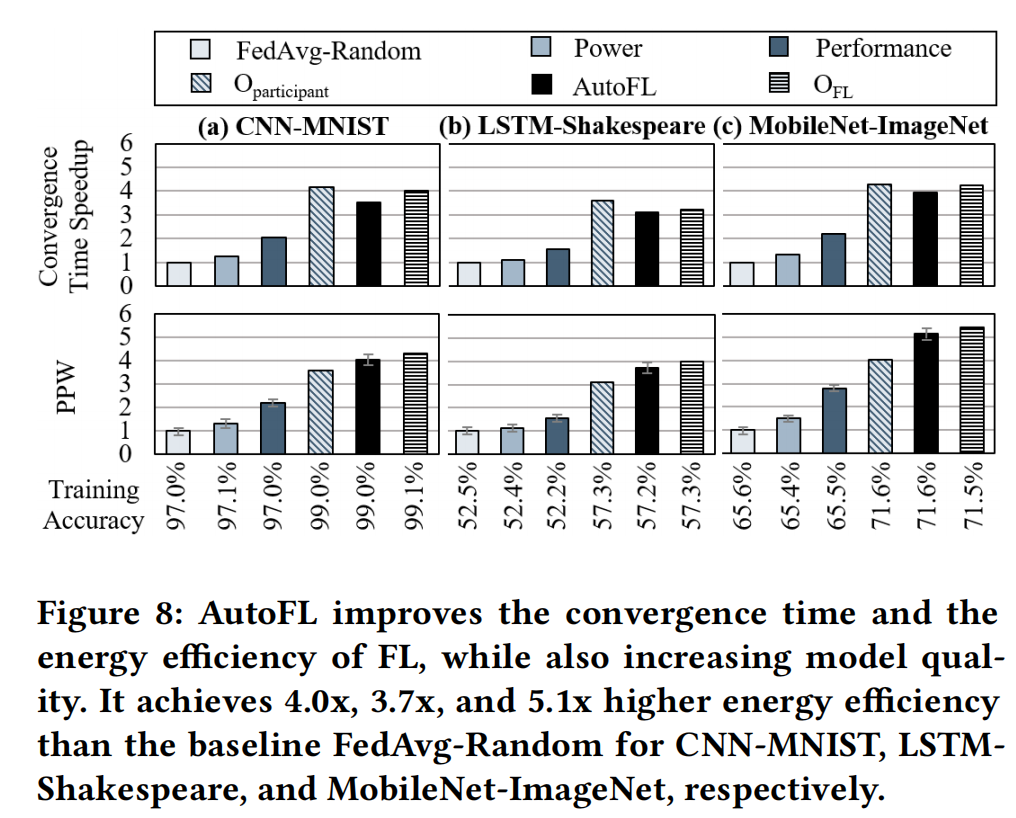 FedAvg-Random Power Performance
Oparticipant AutoFL OFL
(a) CNN-MNIST (b) LSTM-Shakespeare (c) MobileNet-ImageNet
Convergence
Time Speedup
6
5
4
3
2
1
0
PPW
6
5
4
3
2
1
0
Training
Accuracy
97.0% 97.1% 97.0% 99.0% 99.0% 99.1% 52.5% 52.4% 52.2% 57.3% 57.2% 57.3% 65.6% 65.4% 65.5% 71.6% 71.6% 71.5%
Figure 8: AutoFL improves the convergence time and the
energy efficiency of FL, while also increasing model qual-
ity. It achieves 4.0x, 3.7x, and 5.1x higher energy efficiency
than the baseline FedAvg-Random for CNN-MNIST, LSTM-
Shakespeare, and MobileNet-ImageNet, respectively.